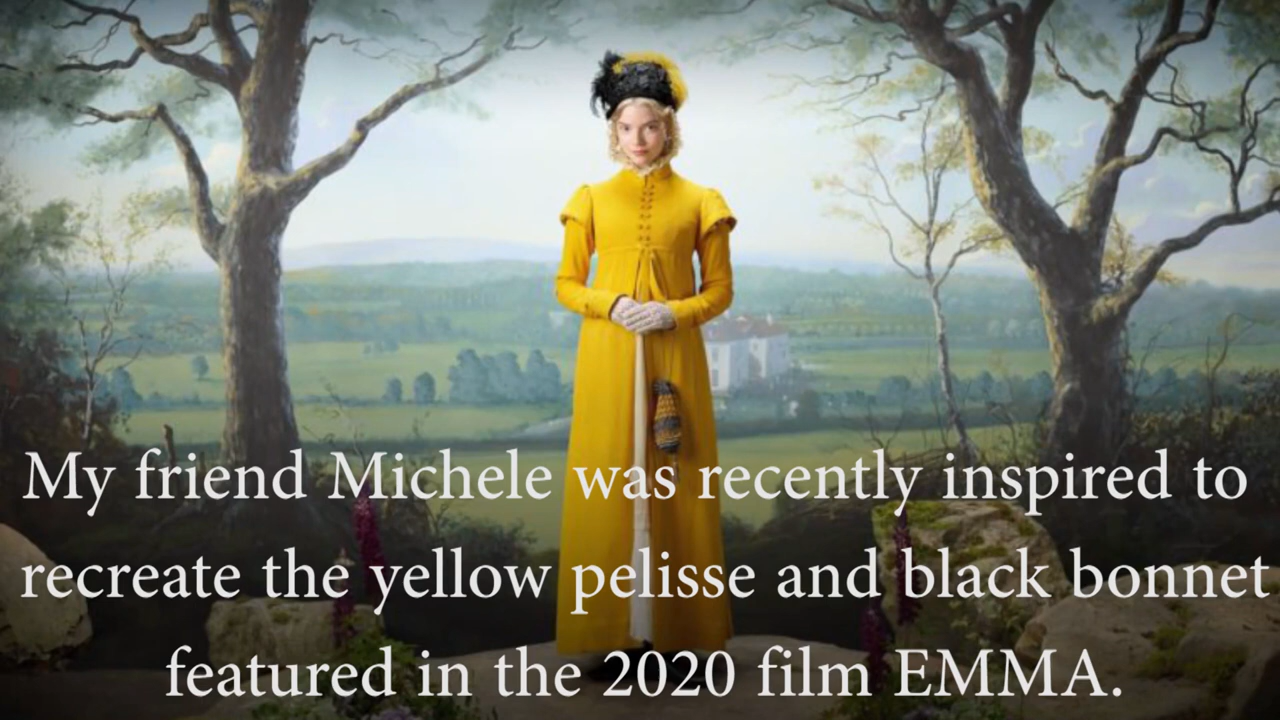 My friend Michele was recently inspired to
recreate the yellow pelisse and black bonnet
featured in the 2020 film EMMA.